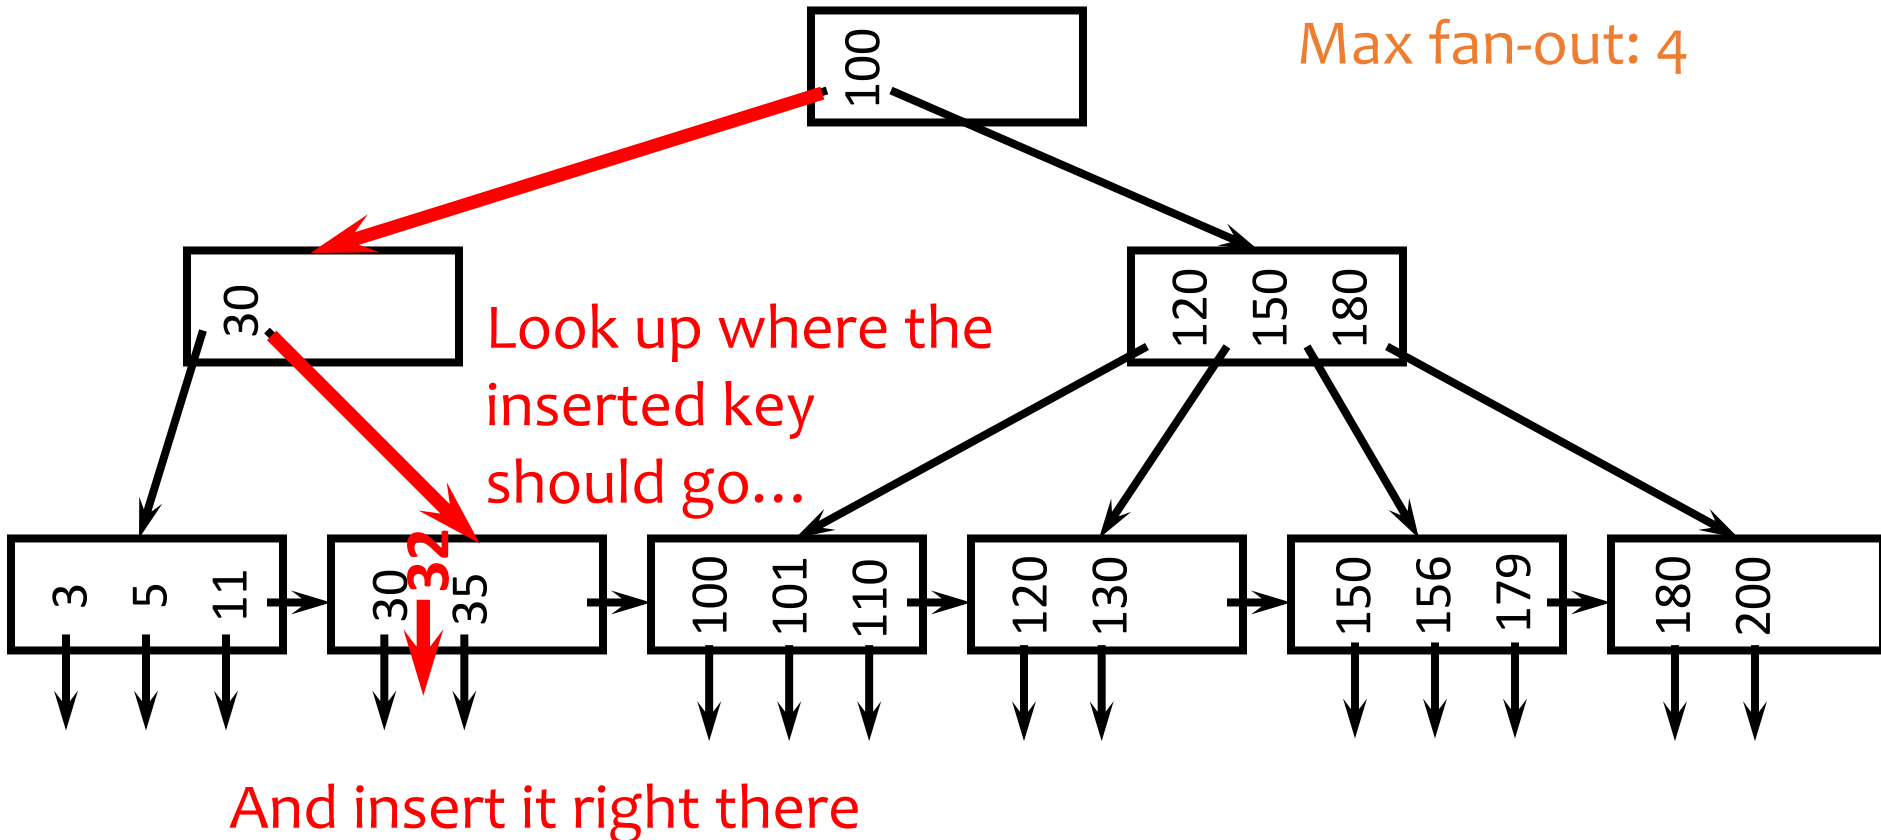 Max fan-out: 4
100
30
120 150 180
Look up where the
inserted key
should go...
3 5 11
30 32 35
100 101 110
120 130
150 156 179
180 200
And insert it right there